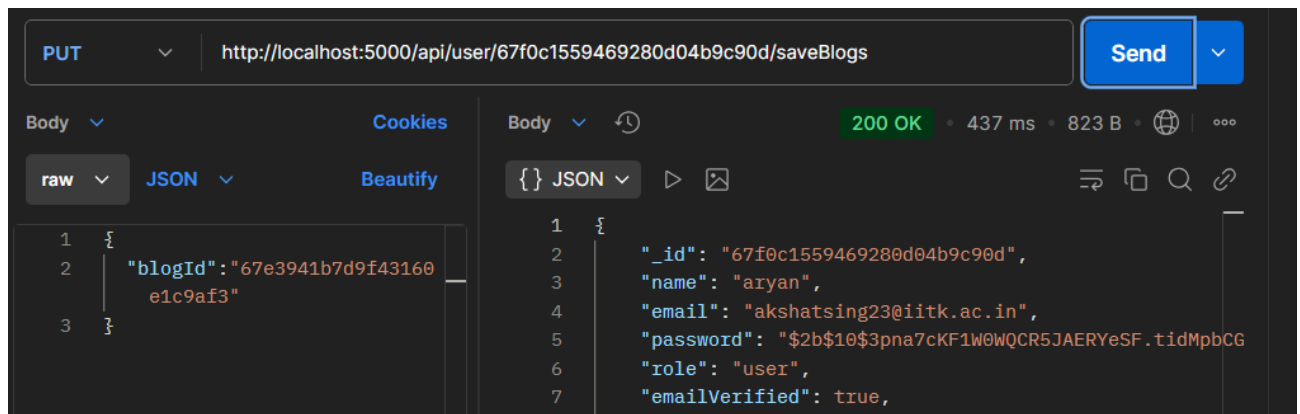 PUT http://localhost:5000/api/user/67f0c1559469280d04b9c90d/saveBlogs Send
Body Cookies
raw JSON Beautify
1 {
2 "blogId":"67e3941b7d9f43160
e1c9af3"
3 }
Body 200 OK • 437 ms • 823 B •
{} JSON
1 {
2 "_id": "67f0c1559469280d04b9c90d",
3 "name": "aryan",
4 "email": "akshatsing23@iitk.ac.in",
5 "password": "$2b$10$3pna7cKF1W0WQCR5JAERYeSF.tidMpbCG
6 "role": "user",
7 "emailVerified": true,